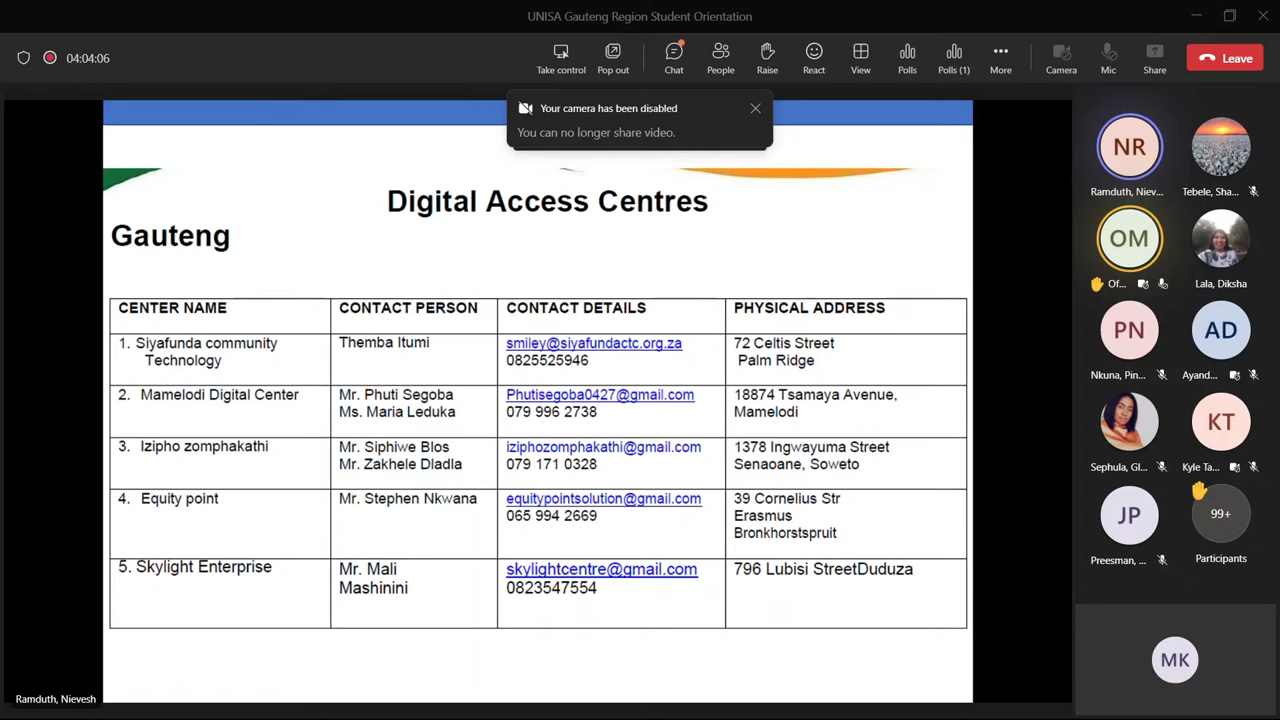 UNISA Gauteng Region Student Orientation
04:04:06
Take control
Pop out
Chat
People
Raise
React
View
Polls
Polls (1)
More
Camera
Mic
Share
Leave
Your camera has been disabled
You can no longer share video.
Digital Access Centres
Gauteng
CENTER NAME CONTACT PERSON CONTACT DETAILS PHYSICAL ADDRESS
1. Siyafunda community Themba Itumi smiley@siyafundactc.org.za 72 Celtis Street
Technology 0825525946 Palm Ridge
2. Mamelodi Digital Center Mr. Phuti Segoba Phutisegoba0427@gmail.com 18874 Tsamaya Avenue,
Ms. Maria Leduka 079 996 2738 Mamelodi
3. Izipho zomphakathi Mr. Siphiwe Blos iziphozomphakathi@gmail.com 1378 Ingwayuma Street
Mr. Zakhele Dladla 079 171 0328 Senaoane, Soweto
4. Equity point Mr. Stephen Nkwana equitypointsolution@gmail.com 39 Cornelius Str
065 994 2669 Erasmus
Bronkhorstspruit
5. Skylight Enterprise Mr. Mali skylightcentre@gmail.com 796 Lubisi StreetDuduza
Mashinini 0823547554
Ramduth, Nievesh
NR
Ramduth, Niev...
Tebele, Sha...
OM
Of...
Lala, Diksha
PN
AD
Nkuna, Pin...
Ayand...
KT
Sephula, Gl...
Kyle Ta...
JP
99+
Preesman, ...
Participants
MK